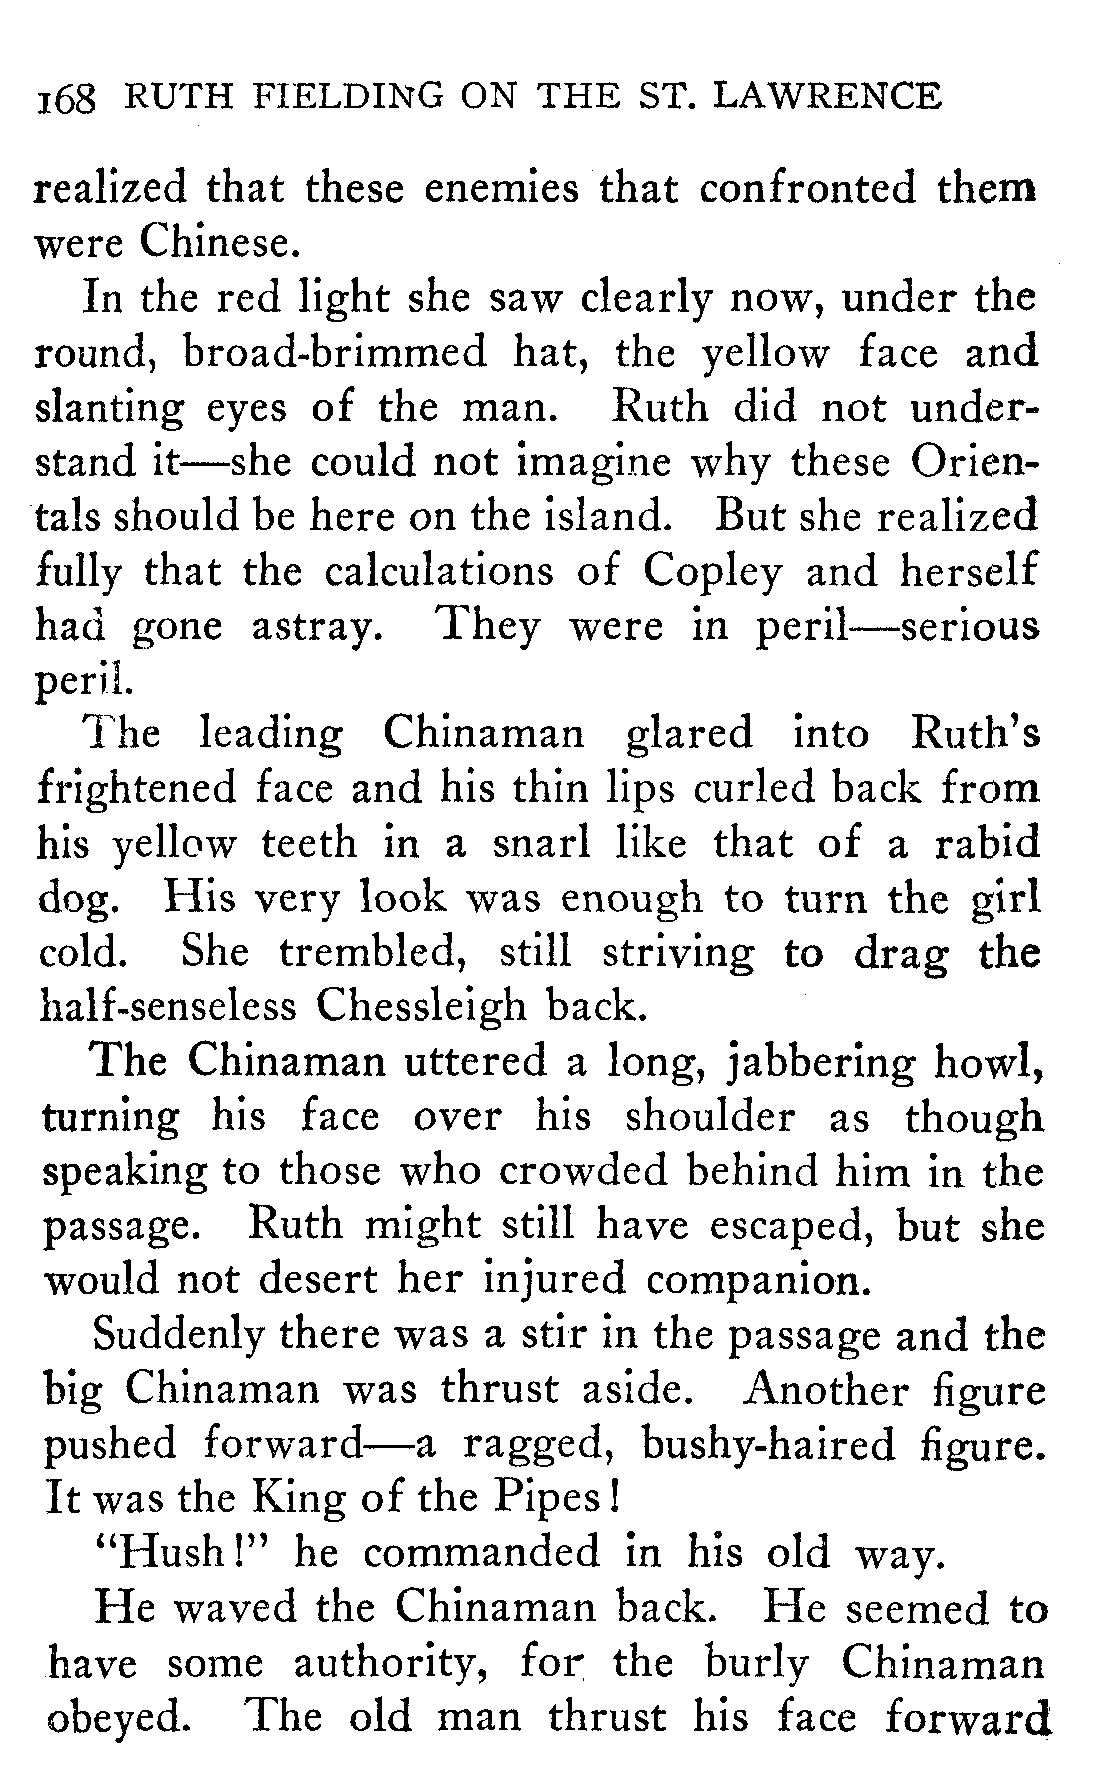 168 RUTH FIELDING ON THE ST. LAWRENCE
realized that these enemies that confronted them
were Chinese.
In the red light she saw clearly now, under the
round, broad-brimmed hat, the yellow face and
slanting eyes of the man. Ruth did not under-
stand it—she could not imagine why these Orien-
tals should be here on the island. But she realized
fully that the calculations of Copley and herself
had gone astray. They were in peril—serious
peril.
The leading Chinaman glared into Ruth's
frightened face and his thin lips curled back from
his yellow teeth in a snarl like that of a rabid
dog. His very look was enough to turn the girl
cold. She trembled, still striving to drag the
half-senseless Chessleigh back.
The Chinaman uttered a long, jabbering howl,
turning his face over his shoulder as though
speaking to those who crowded behind him in the
passage. Ruth might still have escaped, but she
would not desert her injured companion.
Suddenly there was a stir in the passage and the
big Chinaman was thrust aside. Another figure
pushed forward—a ragged, bushy-haired figure.
It was the King of the Pipes!
"Hush!" he commanded in his old way.
He waved the Chinaman back. He seemed to
have some authority, for the burly Chinaman
obeyed. The old man thrust his face forward